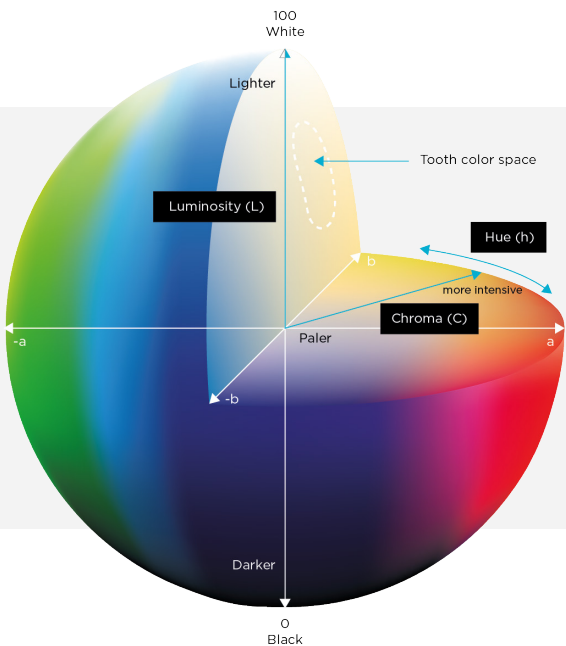 100
White
Lighter
Tooth color space
Luminosity (L)
Hue (h)
b
more intensive
Chroma (C)
-a
Paler
a
-b
Darker
0
Black